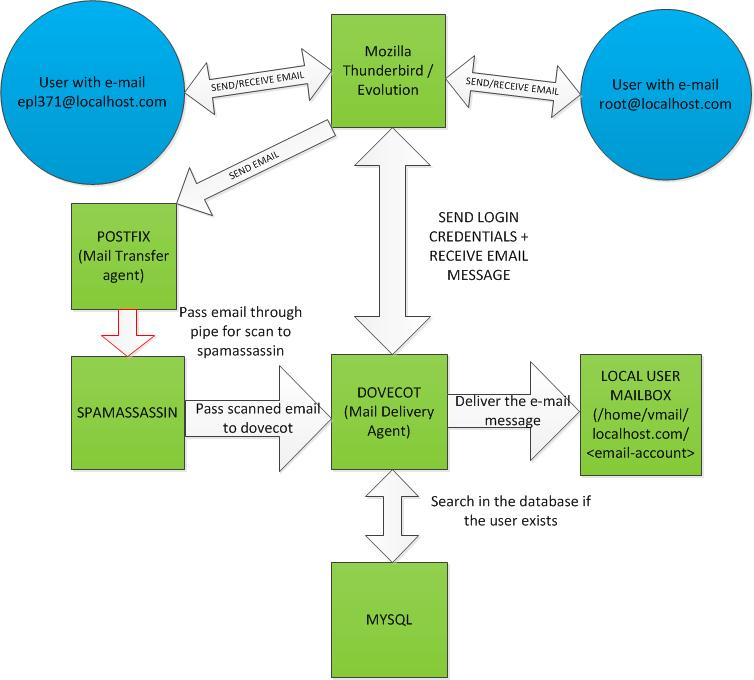 User with e-mail
epl371@localhost.com
SEND/RECEIVE EMAIL
Mozilla
Thunderbird /
Evolution
SEND/RECEIVE EMAIL
User with e-mail
root@localhost.com
SEND EMAIL
POSTFIX
(Mail Transfer
agent)
SEND LOGIN
CREDENTIALS +
RECEIVE EMAIL
MESSAGE
Pass email through
pipe for scan to
spamassassin
SPAMASSASSIN
Pass scanned email
to dovecot
DOVECOT
(Mail Delivery
Agent)
Deliver the e-mail
message
LOCAL USER
MAILBOX
(/home/vmail/
localhost.com/
<email-account>
Search in the database if
the user exists
MYSQL